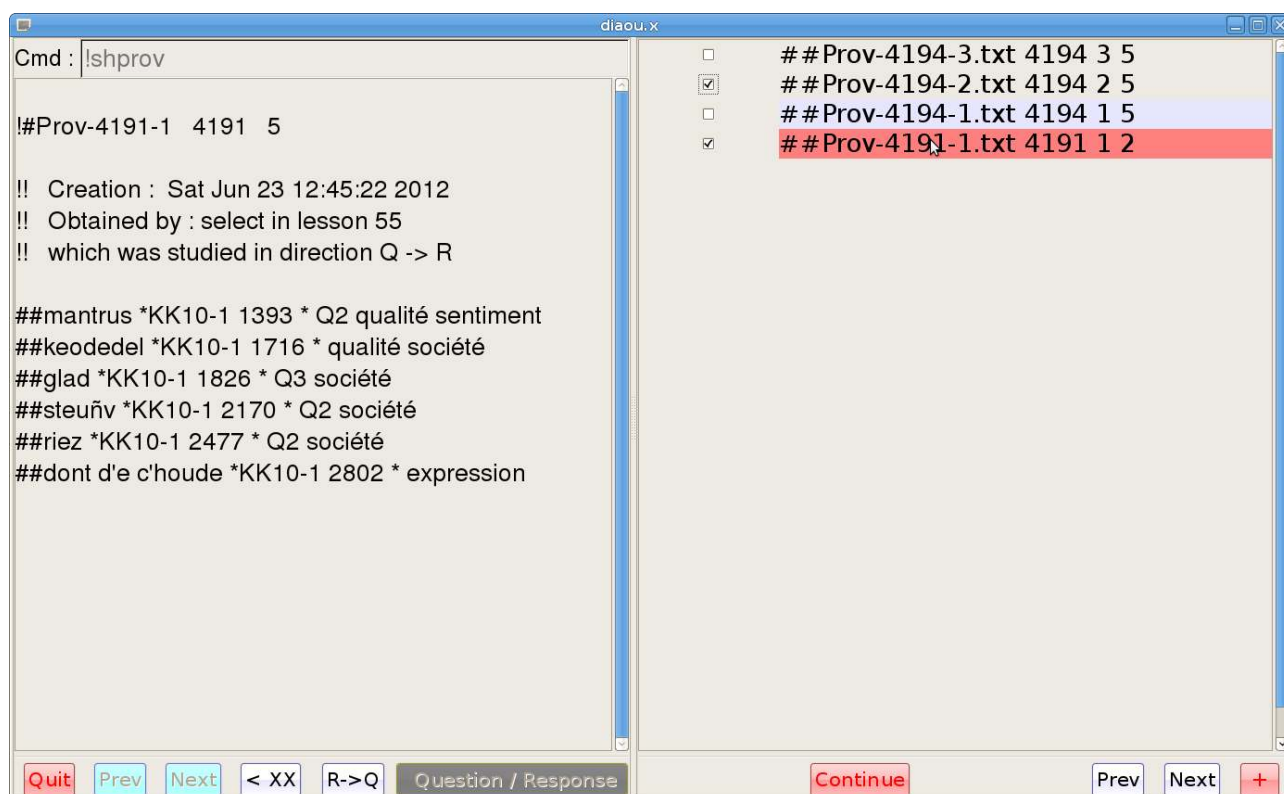 diaou.x
Cmd : !shprov
!#Prov-4191-1 4191 5
!! Creation : Sat Jun 23 12:45:22 2012
!! Obtained by : select in lesson 55
!! which was studied in direction Q -> R
##mantrus *KK10-1 1393 * Q2 qualité sentiment
##keodedel *KK10-1 1716 * qualité société
##glad *KK10-1 1826 * Q3 société
##steuñv *KK10-1 2170 * Q2 société
##riez *KK10-1 2477 * Q2 société
##dont d'e c'houde *KK10-1 2802 * expression
Quit Prev Next < XX R->Q Question / Response
##Prov-4194-3.txt 4194 3 5
##Prov-4194-2.txt 4194 2 5
##Prov-4194-1.txt 4194 1 5
##Prov-4191-1.txt 4191 1 2
Continue Prev Next +